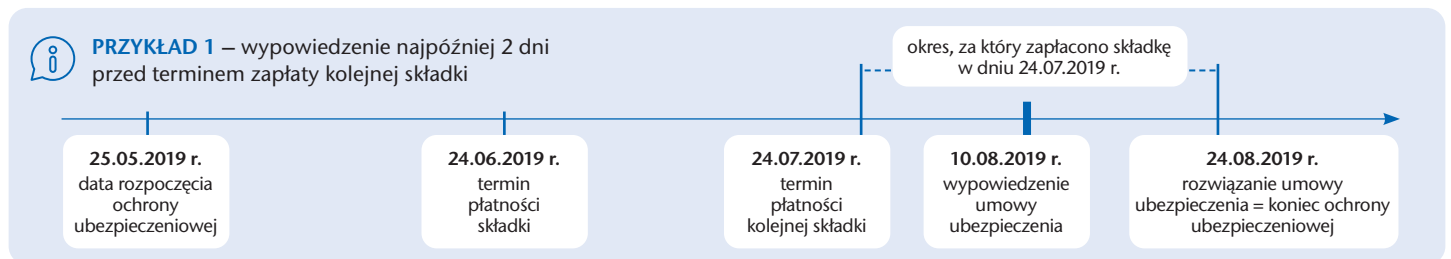 PRZYKŁAD 1 – wypowiedzenie najpóźniej 2 dni
przed terminem zapłaty kolejnej składki
okres, za który zapłacono składkę
w dniu 24.07.2019 r.
25.05.2019 r.
data rozpoczęcia
ochrony
ubezpieczeniowej
24.06.2019 r.
termin
płatności
składki
24.07.2019 r.
termin
płatności
kolejnej składki
10.08.2019 r.
wypowiedzenie
umowy
ubezpieczenia
24.08.2019 r.
rozwiązanie umowy
ubezpieczenia = koniec ochrony
ubezpieczeniowej